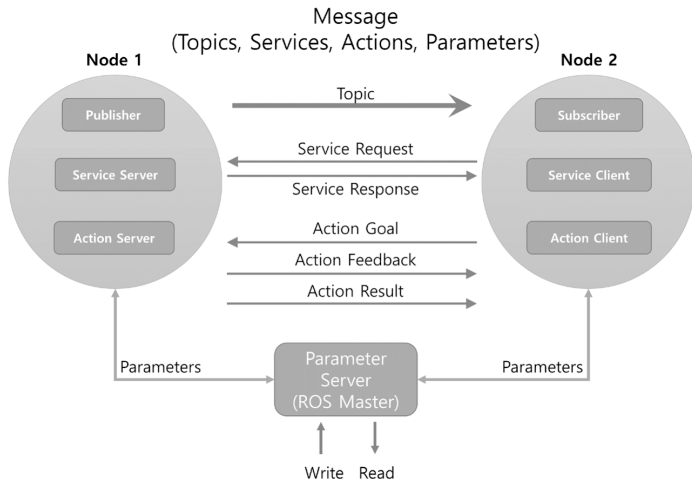 Message
(Topics, Services, Actions, Parameters)
Node 1
Node 2
Publisher
Topic
Subscriber
Service Request
Service Server
Service Client
Service Response
Action Goal
Action Server
Action Client
Action Feedback
Action Result
Parameters
Parameter
Server
(ROS Master)
Parameters
Write
Read